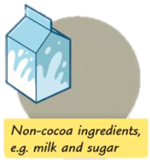 Non-cocoa ingredients,
e.g. milk and sugar